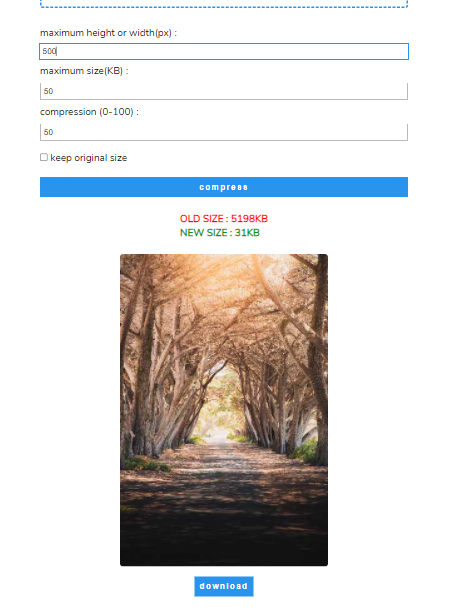 maximum height or width(px) :
500
maximum size(KB) :
50
compression (0-100) :
50
keep original size
compress
OLD SIZE : 5198KB
NEW SIZE : 31KB
download